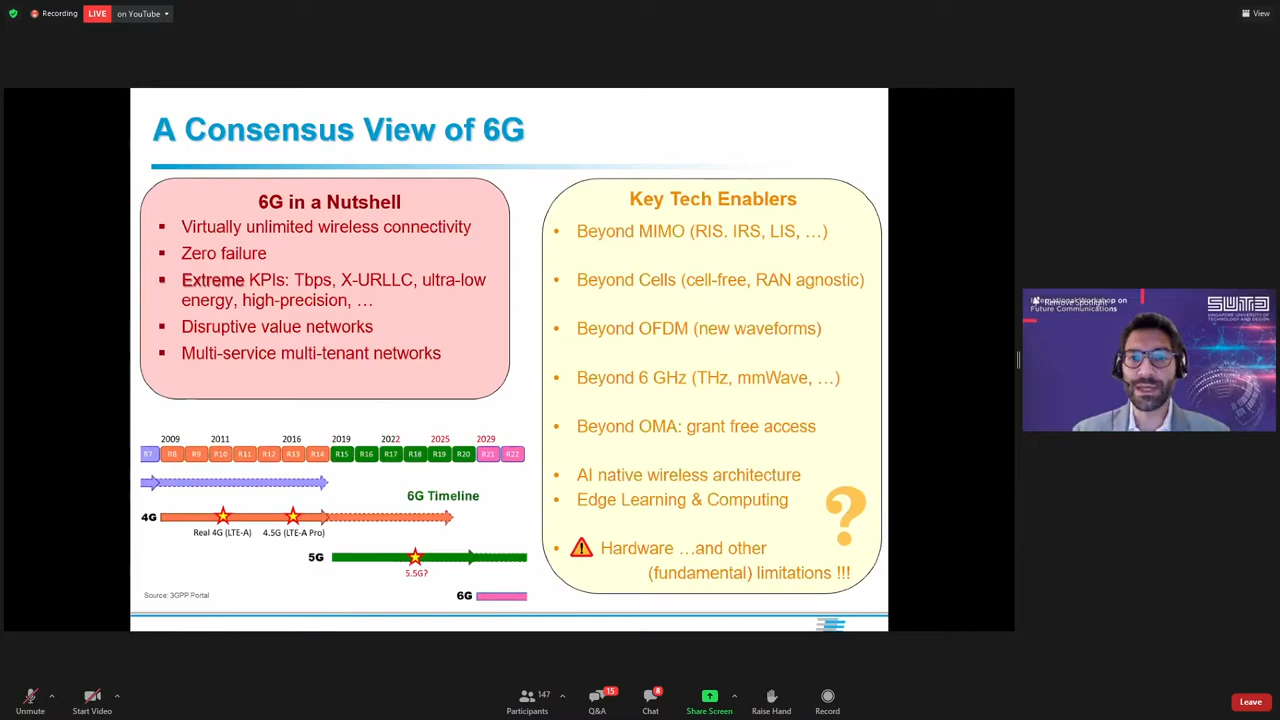 Recording
LIVE
on YouTube
View
A Consensus View of 6G
6G in a Nutshell
▪ Virtually unlimited wireless connectivity
▪ Zero failure
▪ Extreme KPIs: Tbps, X-URLLC, ultra-low
energy, high-precision, …
▪ Disruptive value networks
▪ Multi-service multi-tenant networks
2009 2011 2016 2019 2022 2025 2029
R7 R8 R9 R10 R11 R12 R13 R14 R15 R16 R17 R18 R19 R20 R21 R22
6G Timeline
4G
Real 4G (LTE-A) 4.5G (LTE-A Pro)
5G
5.5G?
6G
Source: 3GPP Portal
Key Tech Enablers
• Beyond MIMO (RIS. IRS, LIS, …)
• Beyond Cells (cell-free, RAN agnostic)
• Beyond OFDM (new waveforms)
• Beyond 6 GHz (THz, mmWave, …)
• Beyond OMA: grant free access
• AI native wireless architecture
• Edge Learning & Computing
?
• Hardware …and other
(fundamental) limitations !!!
International Workshop on
Future Communications
Remove Spotlight
SUTD
SINGAPORE UNIVERSITY OF
TECHNOLOGY AND DESIGN
Unmute
Start Video
147
Participants
15
Q&A
8
Chat
Share Screen
Raise Hand
Record
Leave